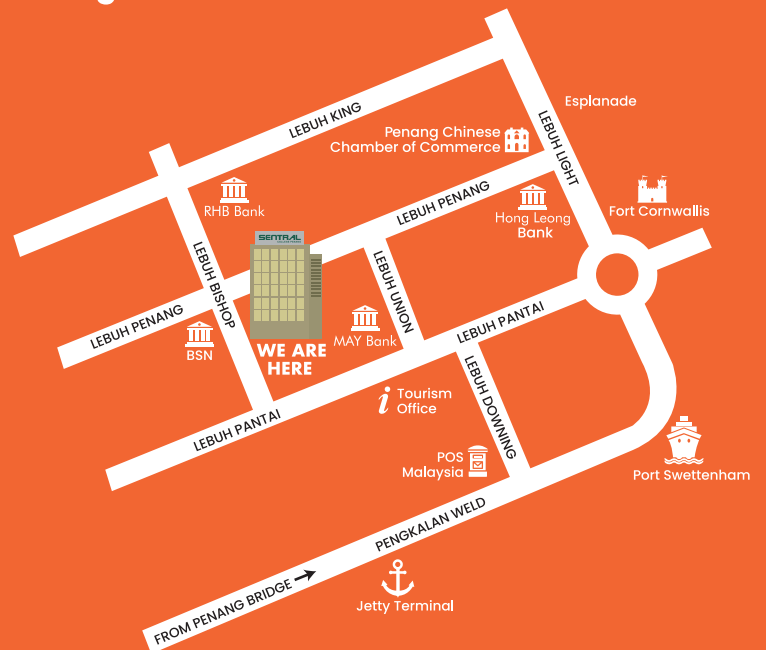 Esplanade
LEBUH KING
LEBUH LIGHT
Penang Chinese
Chamber of Commerce
RHB Bank
LEBUH PENANG
Hong Leong
Bank
Fort Cornwallis
SENTRAL
LEBUH BISHOP
LEBUH UNION
LEBUH PENANG
BSN
WE ARE
HERE
MAY Bank
LEBUH PANTAI
LEBUH DOWNING
Tourism
Office
LEBUH PANTAI
POS
Malaysia
Port Swettenham
PENGKALAN WELD
FROM PENANG BRIDGE
Jetty Terminal